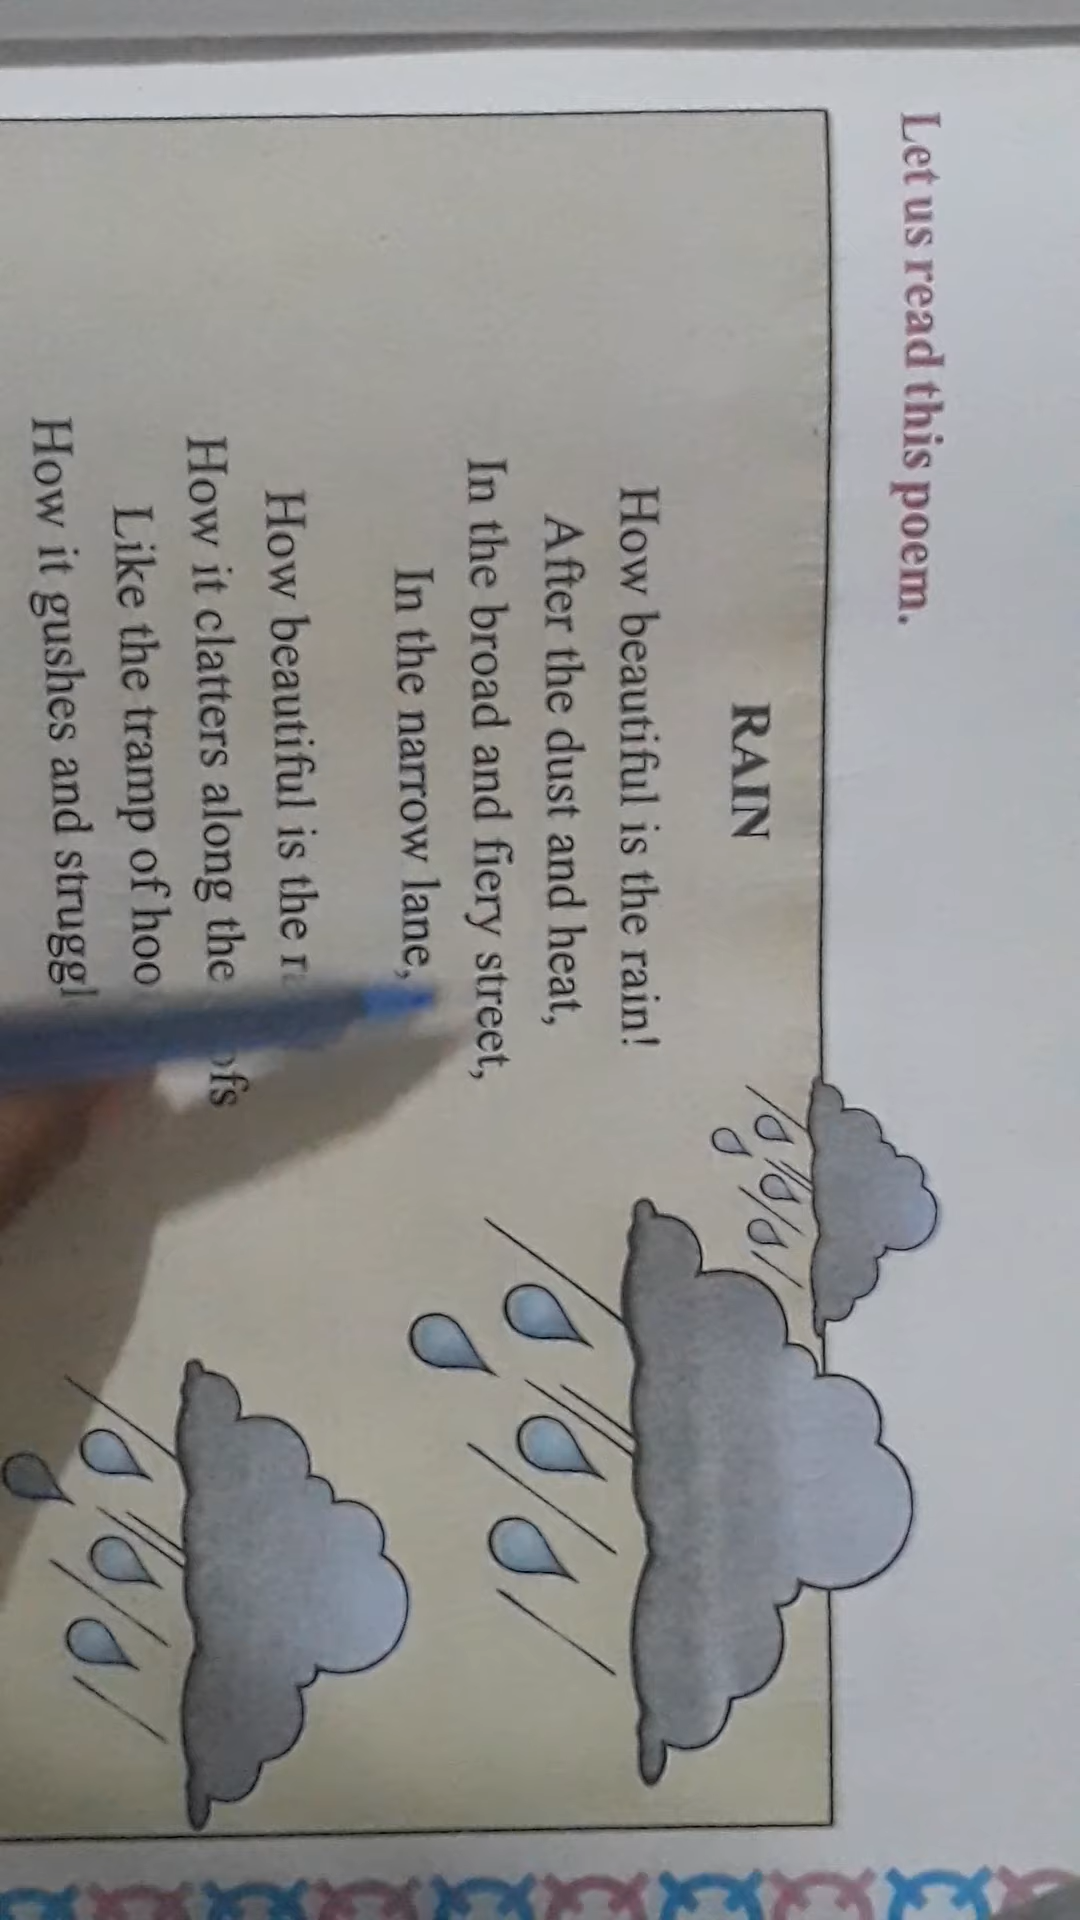 Let us read this poem.
RAIN
How beautiful is the rain!
After the dust and heat,
In the broad and fiery street,
In the narrow lane,
How beautiful is the
How it clatters along the
Like the tramp of
How it gushes and